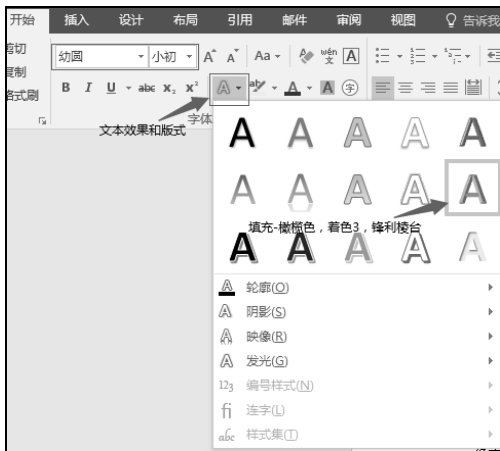 开始 插入 设计 布局 引用 邮件 审阅 视图 告诉我
剪切 幼圆 小初 A A Aa wén 文 A
复制
格式刷 B I U abc X₂ X² A aby A A 字
字体
文本效果和版式
A A A A A
A A A A A
填充-橄榄色，着色3，锋利棱台
A A A A A
A 轮廓(O)
A 阴影(S)
A 映像(R)
A 发光(G)
123 编号样式(N)
fi 连字(L)
abc 样式集(T)